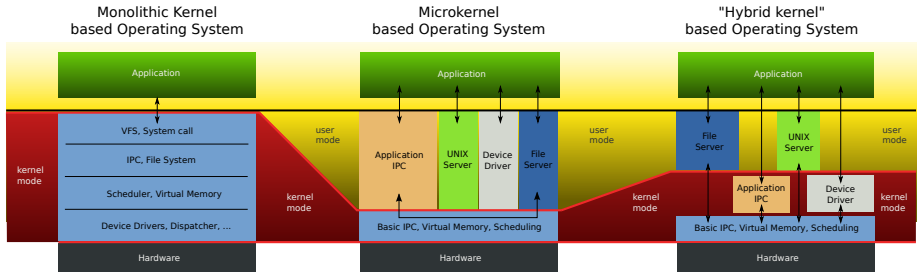 Monolithic Kernel
based Operating System
Microkernel
based Operating System
"Hybrid kernel"
based Operating System
Application
Application
Application
VFS, System call
IPC, File System
Scheduler, Virtual Memory
Device Drivers, Dispatcher, ...
Hardware
kernel
mode
user
mode
kernel
mode
Application
IPC
UNIX
Server
Device
Driver
File
Server
Basic IPC, Virtual Memory, Scheduling
Hardware
user
mode
kernel
mode
File
Server
UNIX
Server
Application
IPC
Device
Driver
Basic IPC, Virtual Memory, Scheduling
Hardware
user
mode
kernel
mode